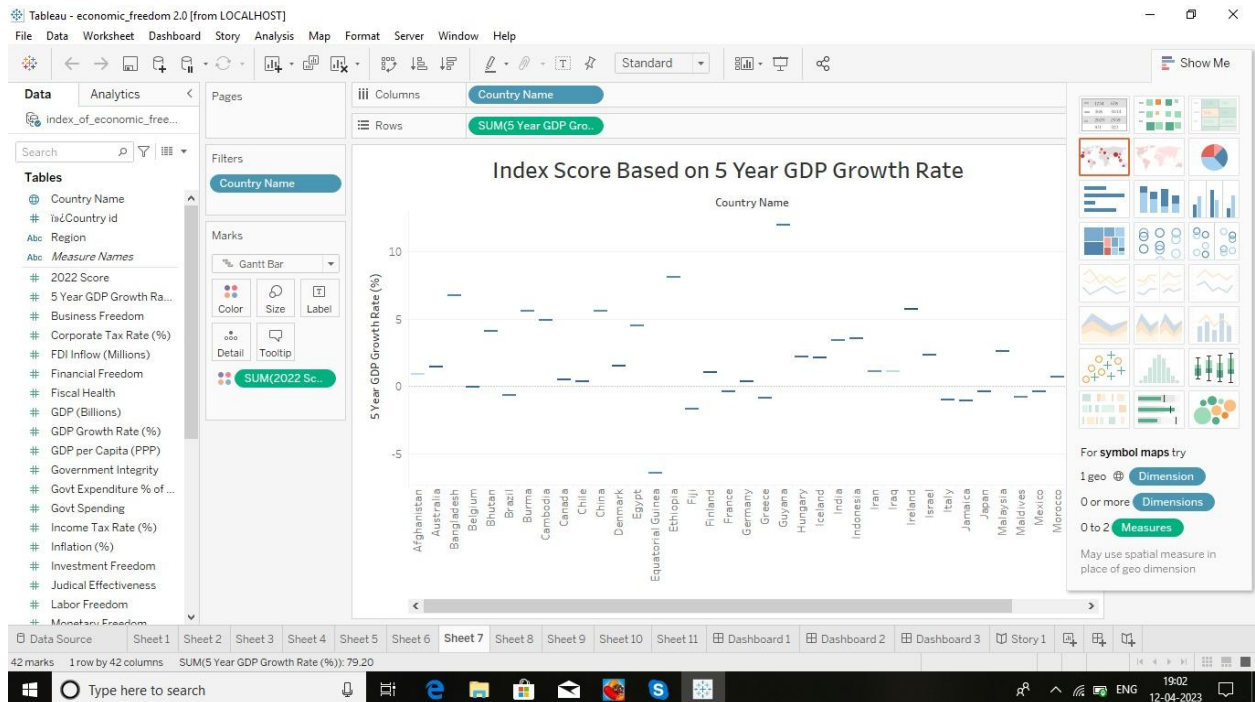 Tableau - economic_freedom 2.0 [from LOCALHOST]
File Data Worksheet Dashboard Story Analysis Map Format Server Window Help
Standard
Show Me
Data Analytics
index_of_economic_free...
Search
Tables
Country Name
ï»¿Country id
Abc Region
Abc Measure Names
# 2022 Score
# 5 Year GDP Growth Ra...
# Business Freedom
# Corporate Tax Rate (%)
# FDI Inflow (Millions)
# Financial Freedom
# Fiscal Health
# GDP (Billions)
# GDP Growth Rate (%)
# GDP per Capita (PPP)
# Government Integrity
# Govt Expenditure % of ...
# Govt Spending
# Income Tax Rate (%)
# Inflation (%)
# Investment Freedom
# Judical Effectiveness
# Labor Freedom
# Monetary Freedom
Pages
Filters
Country Name
Marks
Gantt Bar
Color Size Label
Detail Tooltip
SUM(2022 Sc..
Columns Country Name
Rows SUM(5 Year GDP Gro..
Index Score Based on 5 Year GDP Growth Rate
Country Name
5 Year GDP Growth Rate (%)
10
5
0
-5
Afghanistan
Australia
Bangladesh
Belgium
Bhutan
Brazil
Burma
Cambodia
Canada
Chile
China
Denmark
Egypt
Equatorial Guinea
Ethiopia
Fiji
Finland
France
Germany
Greece
Guyana
Hungary
Iceland
India
Indonesia
Iran
Iraq
Ireland
Israel
Italy
Jamaica
Japan
Malaysia
Maldives
Mexico
Morocco
For symbol maps try
1 geo Dimension
0 or more Dimensions
0 to 2 Measures
May use spatial measure in
place of geo dimension
Data Source Sheet 1 Sheet 2 Sheet 3 Sheet 4 Sheet 5 Sheet 6 Sheet 7 Sheet 8 Sheet 9 Sheet 10 Sheet 11 Dashboard 1 Dashboard 2 Dashboard 3 Story 1
42 marks 1 row by 42 columns SUM(5 Year GDP Growth Rate (%)): 79.20
Type here to search
ENG
19:02
12-04-2023